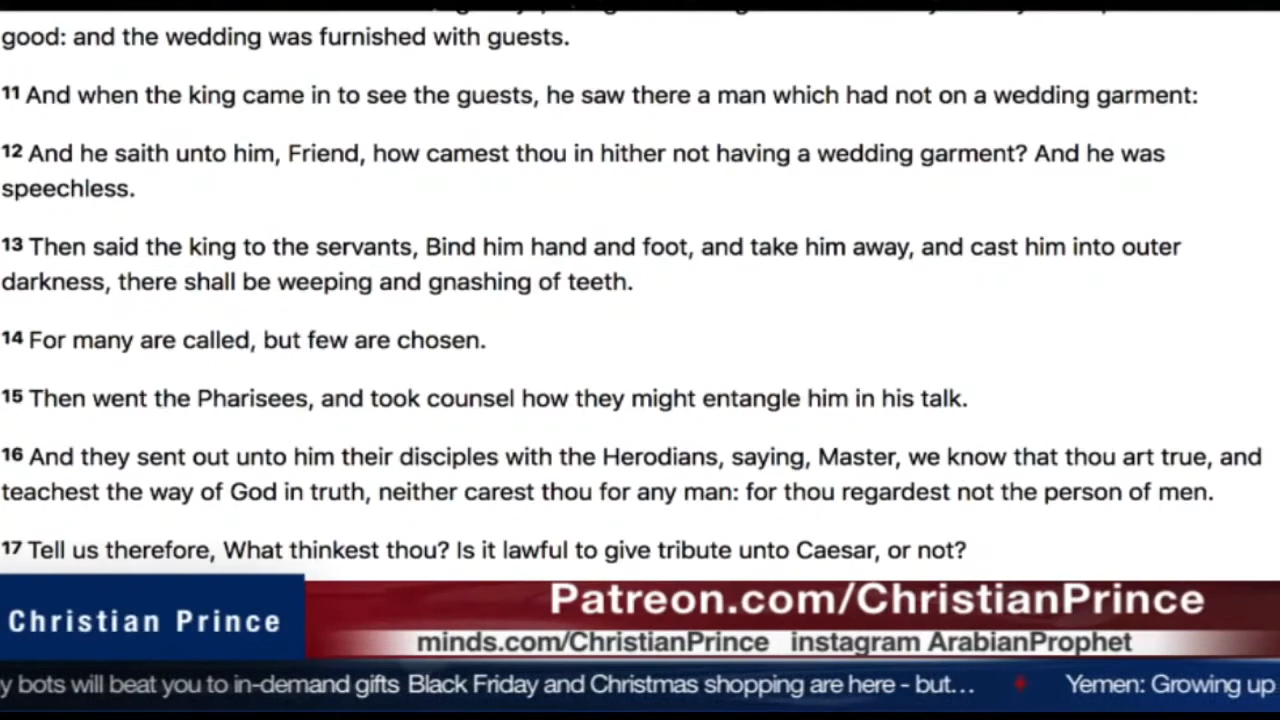 good: and the wedding was furnished with guests.
11 And when the king came in to see the guests, he saw there a man which had not on a wedding garment:
12 And he saith unto him, Friend, how camest thou in hither not having a wedding garment? And he was
speechless.
13 Then said the king to the servants, Bind him hand and foot, and take him away, and cast him into outer
darkness, there shall be weeping and gnashing of teeth.
14 For many are called, but few are chosen.
15 Then went the Pharisees, and took counsel how they might entangle him in his talk.
16 And they sent out unto him their disciples with the Herodians, saying, Master, we know that thou art true, and
teachest the way of God in truth, neither carest thou for any man: for thou regardest not the person of men.
17 Tell us therefore, What thinkest thou? Is it lawful to give tribute unto Caesar, or not?
Patreon.com/ChristianPrince
Christian Prince
minds.com/ChristianPrince instagram ArabianProphet
y bots will beat you to in-demand gifts Black Friday and Christmas shopping are here - but... Yemen: Growing up